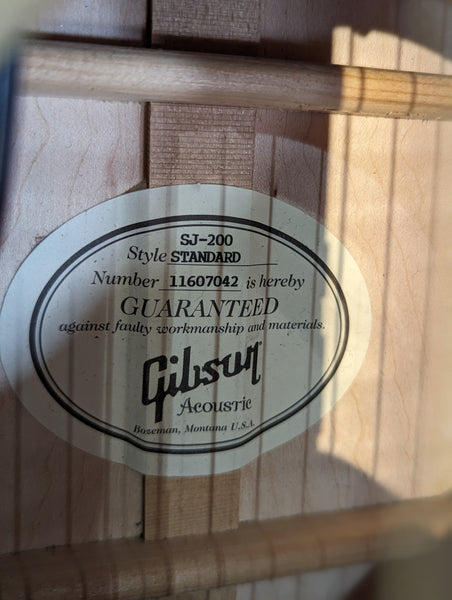 SJ-200
Style STANDARD
Number 11607042 is hereby
GUARANTEED
against faulty workmanship and materials.
Gibson
Acoustic
Bozeman, Montana U.S.A.